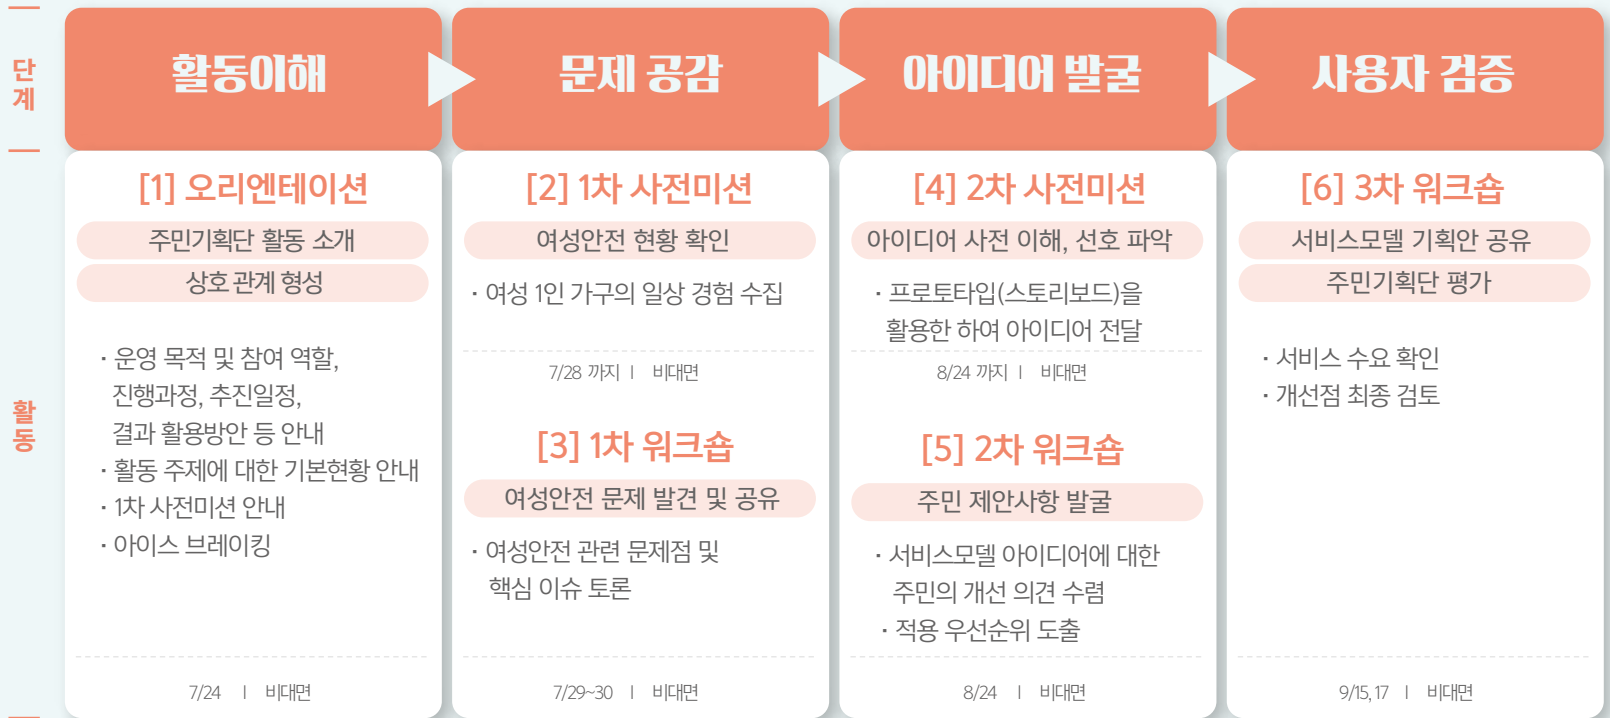 단계
활동이해
문제 공감
아이디어 발굴
사용자 검증
활동
[1] 오리엔테이션
주민기획단 활동 소개
상호 관계 형성
· 운영 목적 및 참여 역할,
진행과정, 추진일정,
결과 활용방안 등 안내
· 활동 주제에 대한 기본현황 안내
· 1차 사전미션 안내
· 아이스 브레이킹
7/24 | 비대면
[2] 1차 사전미션
여성안전 현황 확인
· 여성 1인 가구의 일상 경험 수집
7/28 까지 | 비대면
[3] 1차 워크숍
여성안전 문제 발견 및 공유
· 여성안전 관련 문제점 및
핵심 이슈 토론
7/29~30 | 비대면
[4] 2차 사전미션
아이디어 사전 이해, 선호 파악
· 프로토타입(스토리보드)을
활용한 하여 아이디어 전달
8/24 까지 | 비대면
[5] 2차 워크숍
주민 제안사항 발굴
· 서비스모델 아이디어에 대한
주민의 개선 의견 수렴
· 적용 우선순위 도출
8/24 | 비대면
[6] 3차 워크숍
서비스모델 기획안 공유
주민기획단 평가
· 서비스 수요 확인
· 개선점 최종 검토
9/15, 17 | 비대면